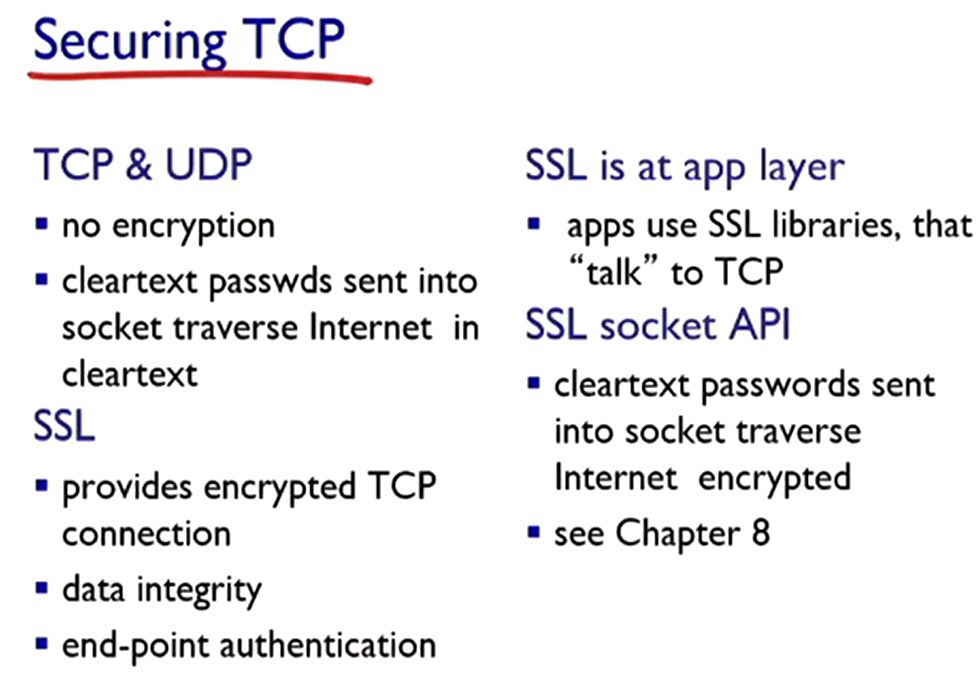 Securing TCP
TCP & UDP
no encryption
cleartext passwds sent into
socket traverse Internet in
cleartext
SSL
provides encrypted TCP
connection
data integrity
end-point authentication
SSL is at app layer
apps use SSL libraries, that
“talk” to TCP
SSL socket API
cleartext passwords sent
into socket traverse
Internet encrypted
see Chapter 8